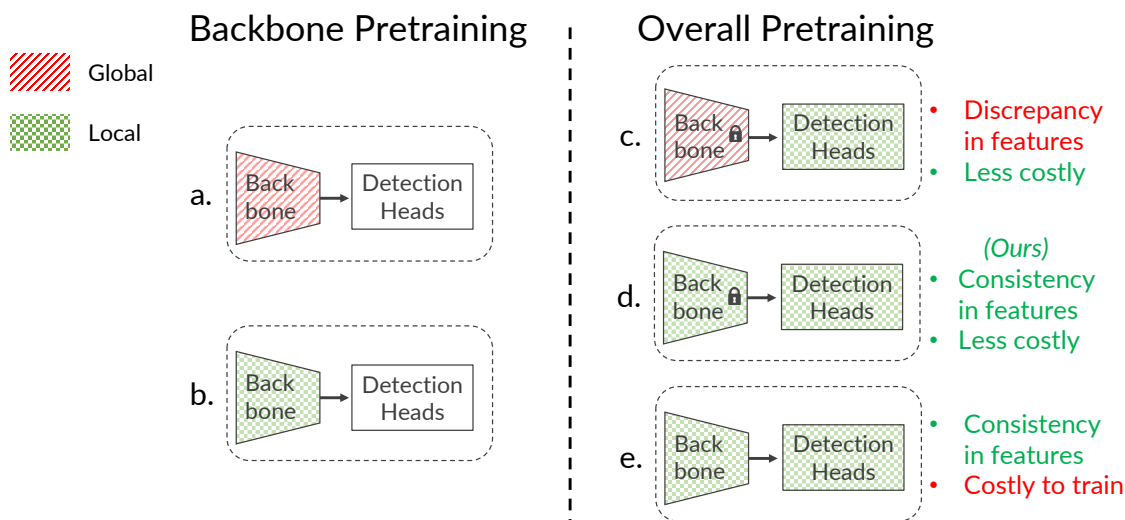 Backbone Pretraining
Overall Pretraining
Global
Local
a.
Back
bone
Detection
Heads
b.
Back
bone
Detection
Heads
c.
Back
bone
Detection
Heads
• Discrepancy
in features
• Less costly
d.
Back
bone
Detection
Heads
(Ours)
• Consistency
in features
• Less costly
e.
Back
bone
Detection
Heads
• Consistency
in features
• Costly to train